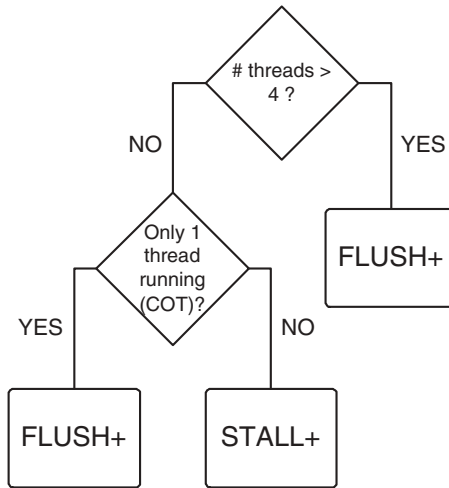 # threads >
4 ?
NO
YES
Only 1
thread
running
(COT)?
FLUSH+
YES
NO
FLUSH+
STALL+